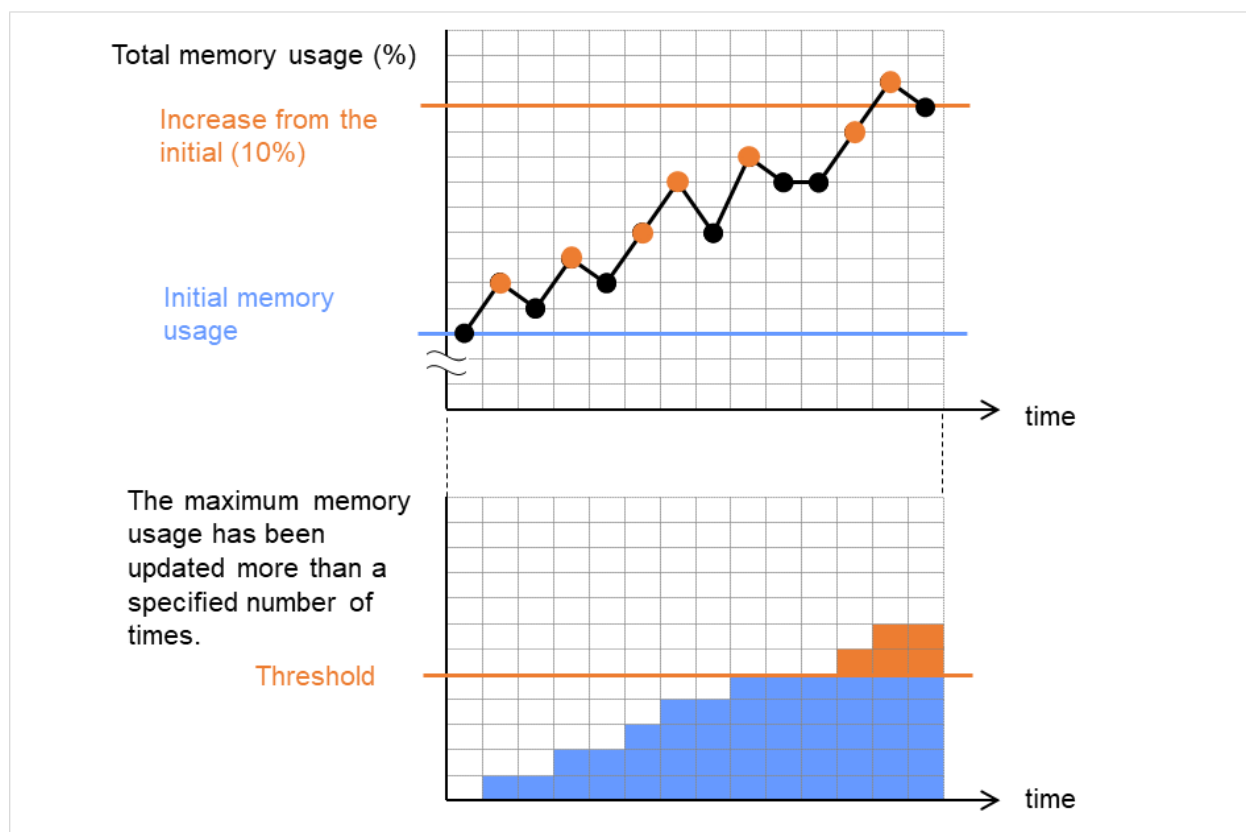 Total memory usage (%)
Increase from the
initial (10%)
Initial memory
usage
time
The maximum memory
usage has been
updated more than a
specified number of
times.
Threshold
time